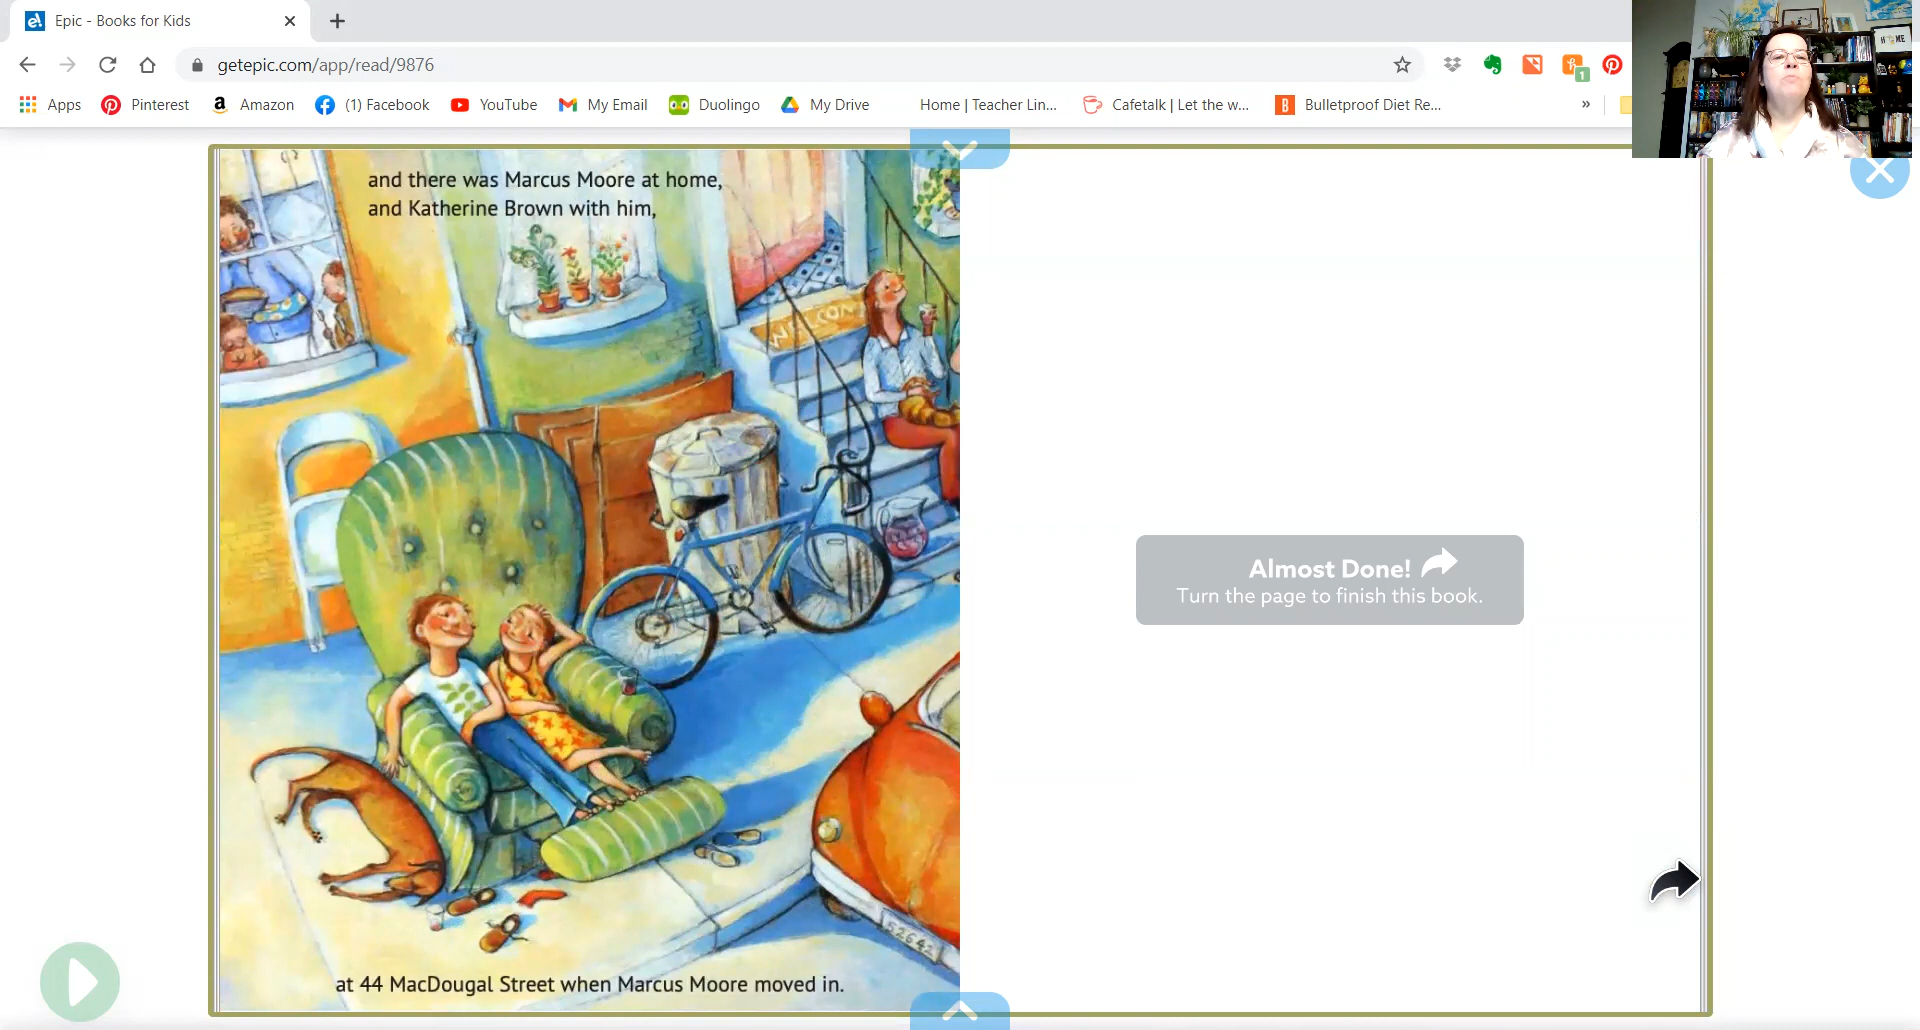 Epic - Books for Kids
getepic.com/app/read/9876
1
Apps Pinterest Amazon (1) Facebook YouTube My Email Duolingo My Drive Home | Teacher Lin... Cafetalk | Let the w... Bulletproof Diet Re... »
and there was Marcus Moore at home,
and Katherine Brown with him,
WELCOM
Almost Done!
Turn the page to finish this book.
52642
at 44 MacDougal Street when Marcus Moore moved in.